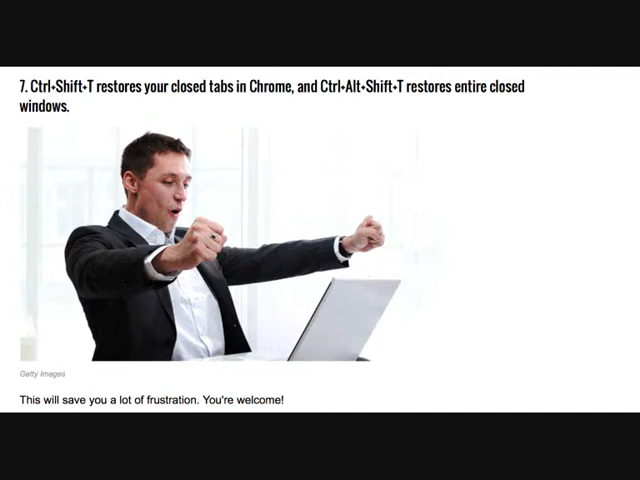 7. Ctrl+Shift+T restores your closed tabs in Chrome, and Ctrl+Alt+Shift+T restores entire closed
windows.
Getty Images
This will save you a lot of frustration. You're welcome!